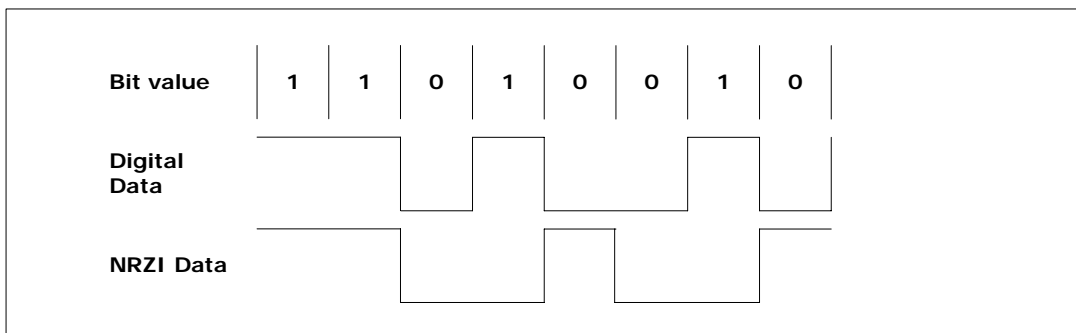 Bit value 1 1 0 1 0 0 1 0
Digital
Data
NRZI Data